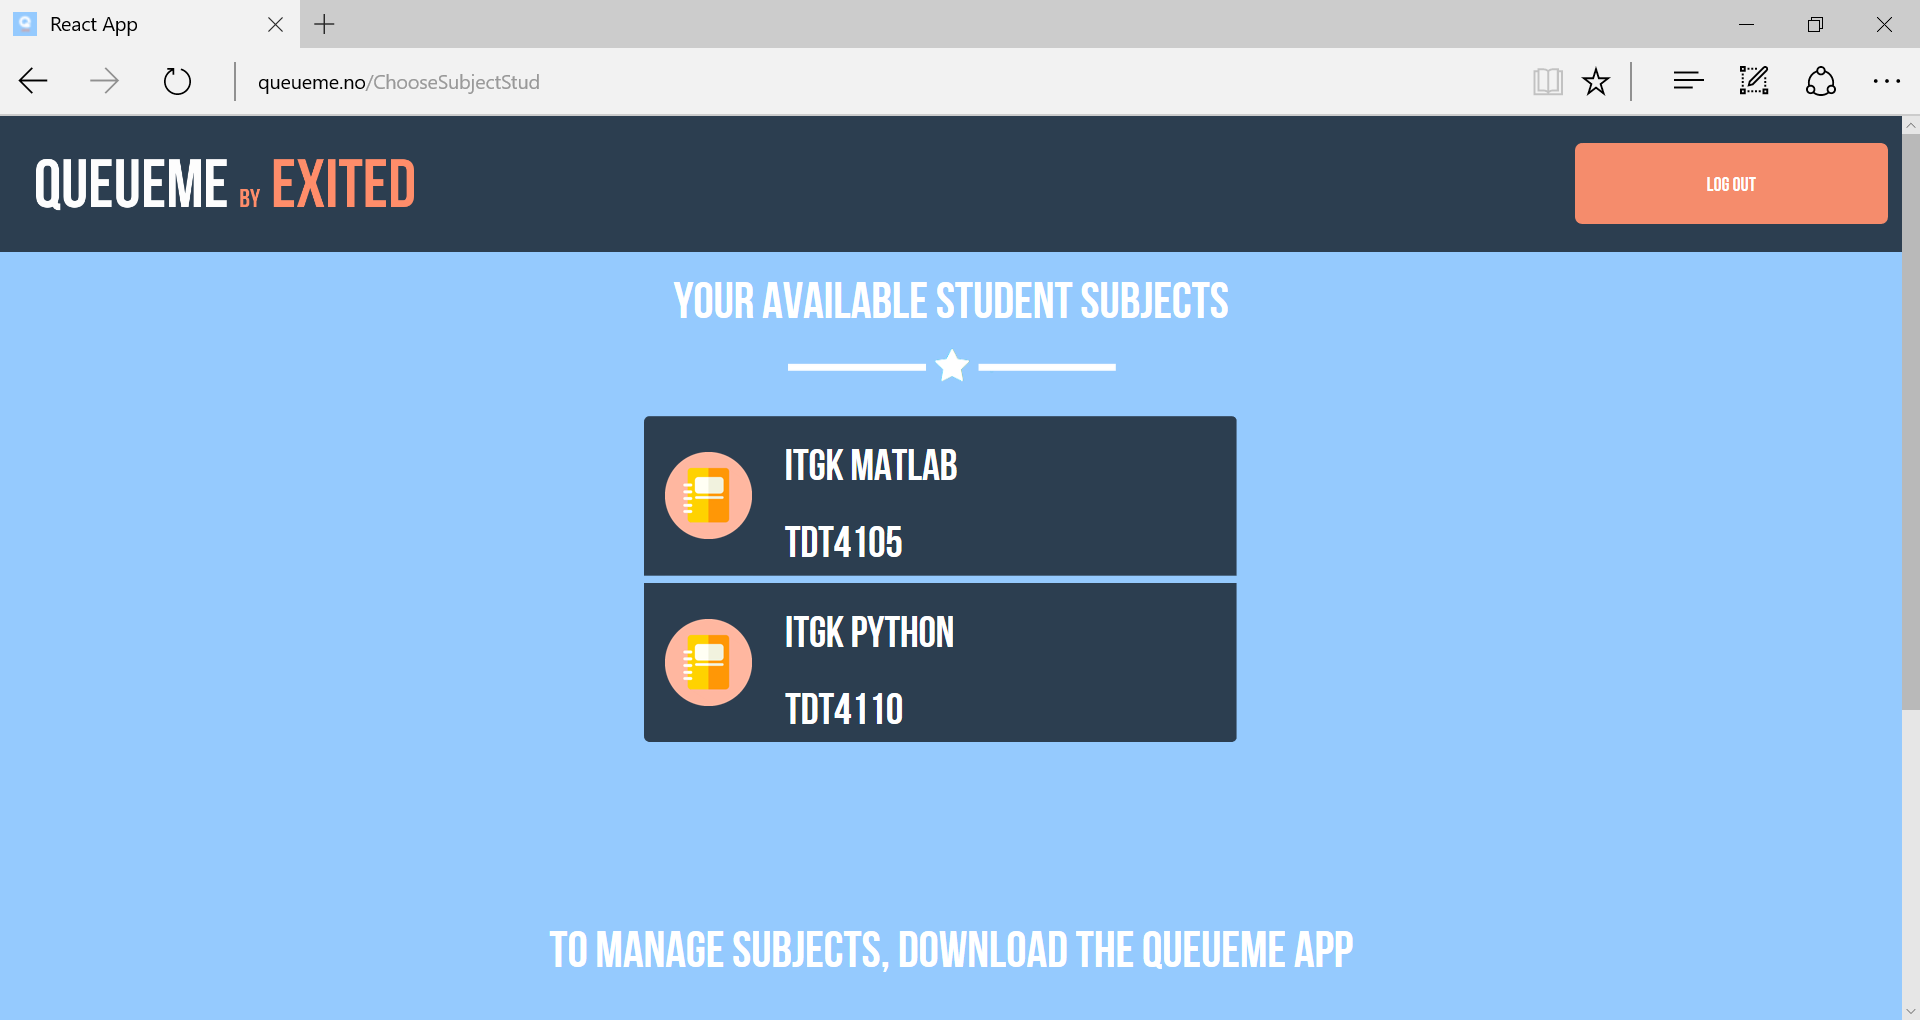 React App
queueme.no/ChooseSubjectStud
QUEUEME BY EXITED
LOG OUT
YOUR AVAILABLE STUDENT SUBJECTS
ITGK MATLAB
TDT4105
ITGK PYTHON
TDT4110
TO MANAGE SUBJECTS, DOWNLOAD THE QUEUEME APP